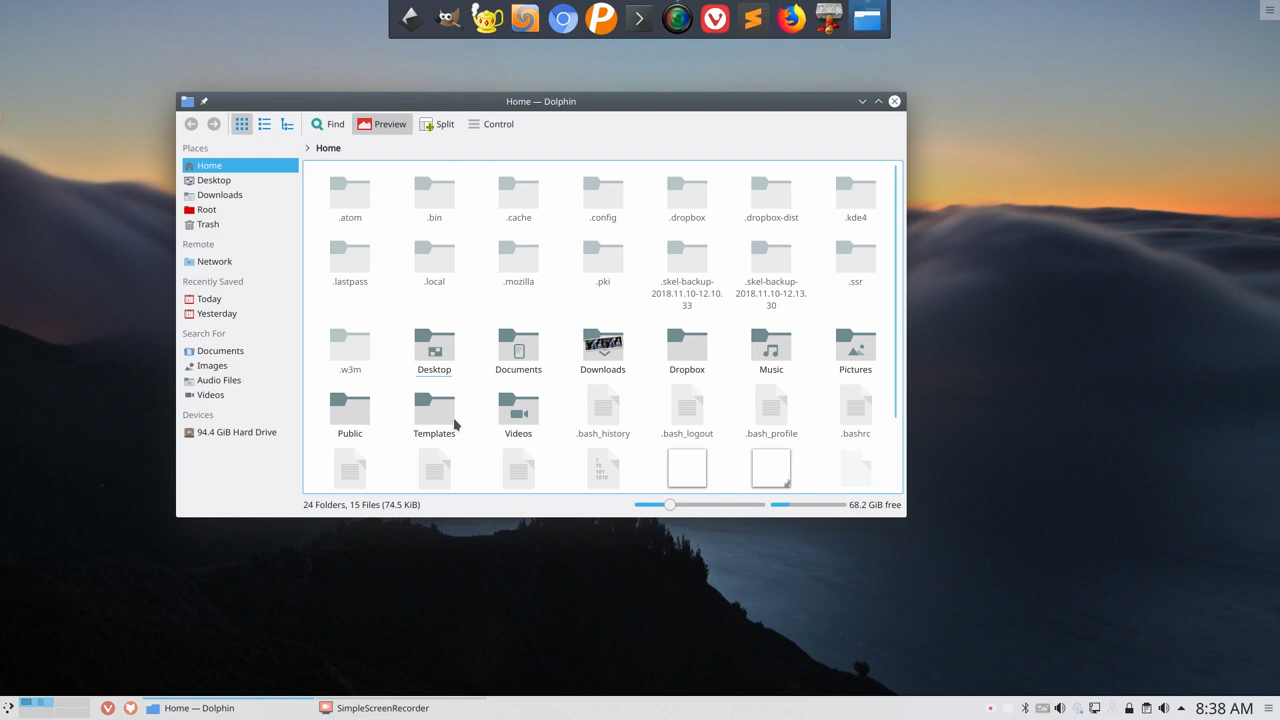 Home — Dolphin
Find
Preview
Split
Control
Places
Home
Home
Desktop
Downloads
Root
Trash
Remote
Network
Recently Saved
Today
Yesterday
Search For
Documents
Images
Audio Files
Videos
Devices
94.4 GiB Hard Drive
.atom
.bin
.cache
.config
.dropbox
.dropbox-dist
.kde4
.lastpass
.local
.mozilla
.pki
.skel-backup-
2018.11.10-12.10.
33
.skel-backup-
2018.11.10-12.13.
30
.ssr
.w3m
Desktop
Documents
Downloads
Dropbox
Music
Pictures
Public
Templates
Videos
.bash_history
.bash_logout
.bash_profile
.bashrc
24 Folders, 15 Files (74.5 KiB)
68.2 GiB free
Home — Dolphin
SimpleScreenRecorder
8:38 AM